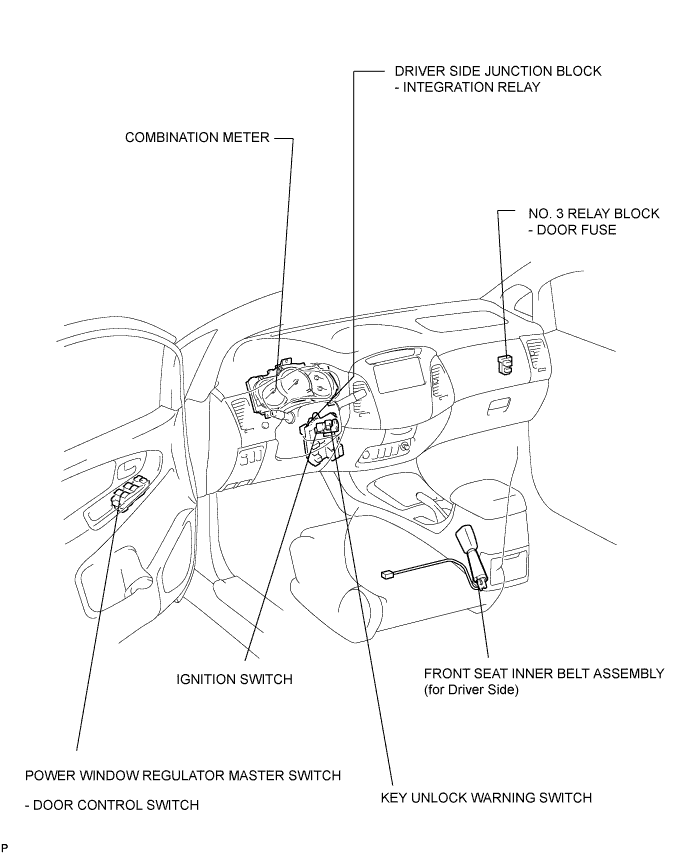 DRIVER SIDE JUNCTION BLOCK
- INTEGRATION RELAY
COMBINATION METER
NO. 3 RELAY BLOCK
- DOOR FUSE
IGNITION SWITCH
FRONT SEAT INNER BELT ASSEMBLY
(for Driver Side)
POWER WINDOW REGULATOR MASTER SWITCH
- DOOR CONTROL SWITCH
KEY UNLOCK WARNING SWITCH
P